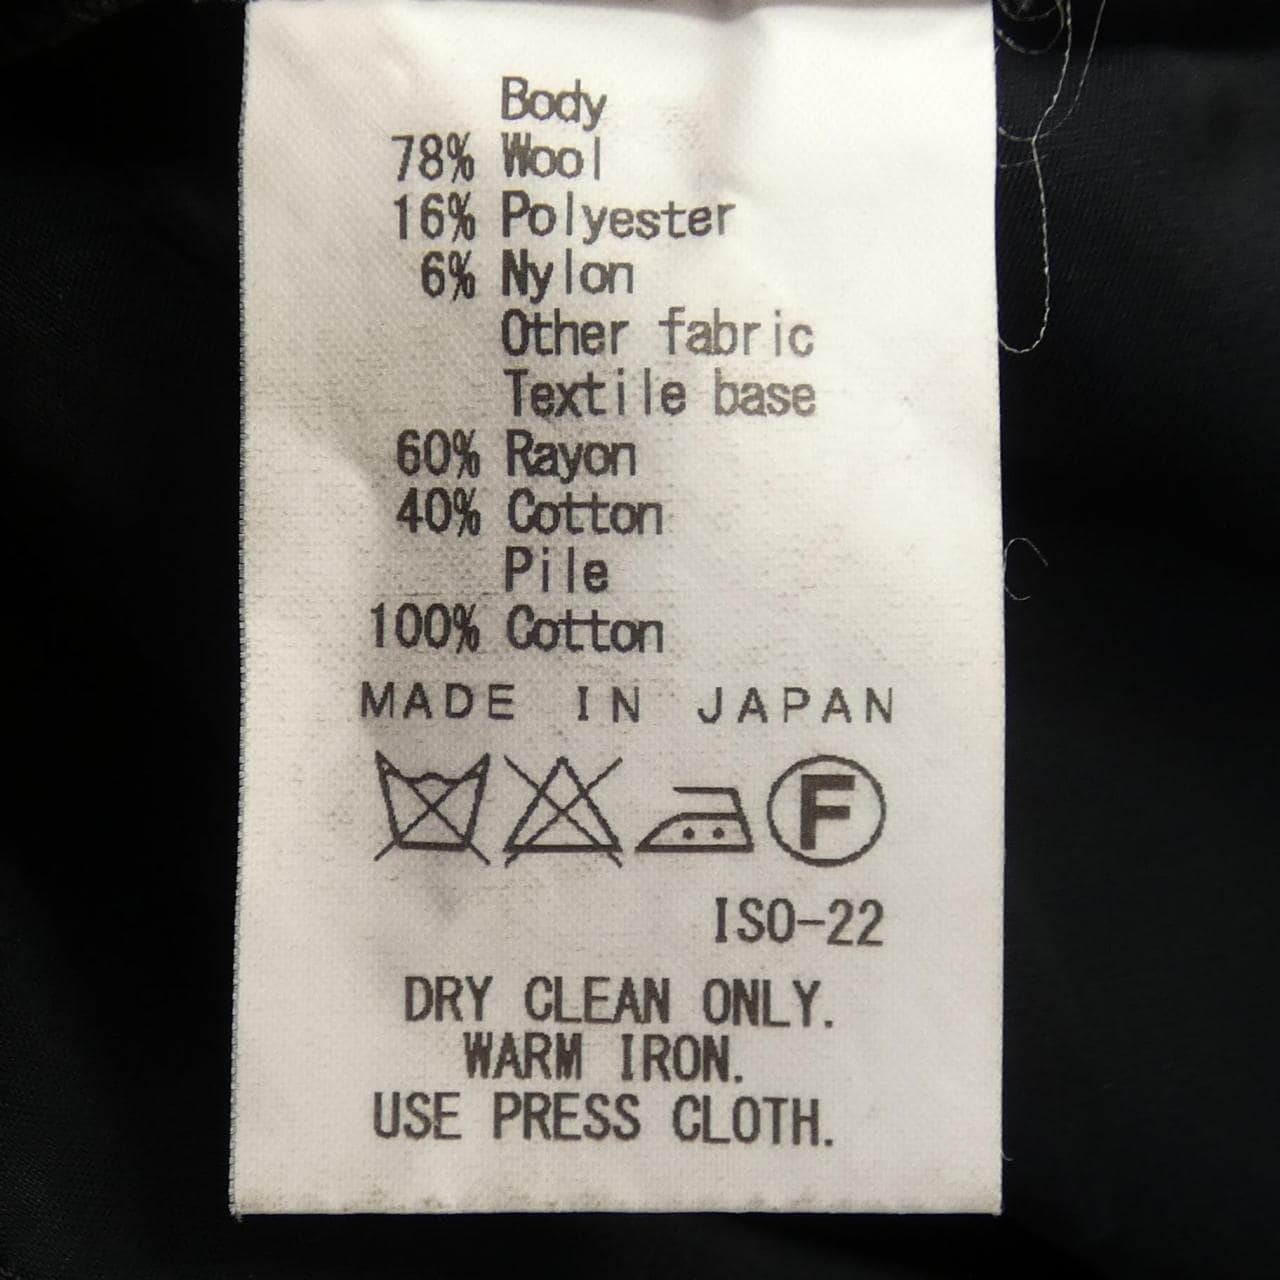 Body
78% Wool
16% Polyester
6% Nylon
Other fabric
Textile base
60% Rayon
40% Cotton
Pile
100% Cotton
MADE IN JAPAN
F
ISO-22
DRY CLEAN ONLY.
WARM IRON.
USE PRESS CLOTH.